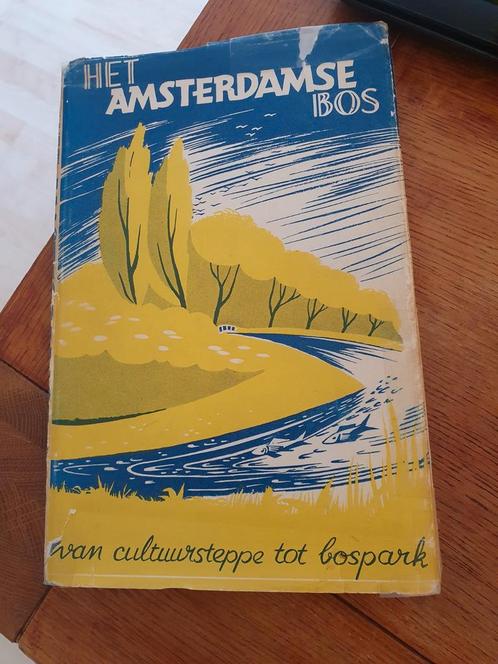 HET
AMSTERDAMSE
BOS
van cultuursteppe tot bospark